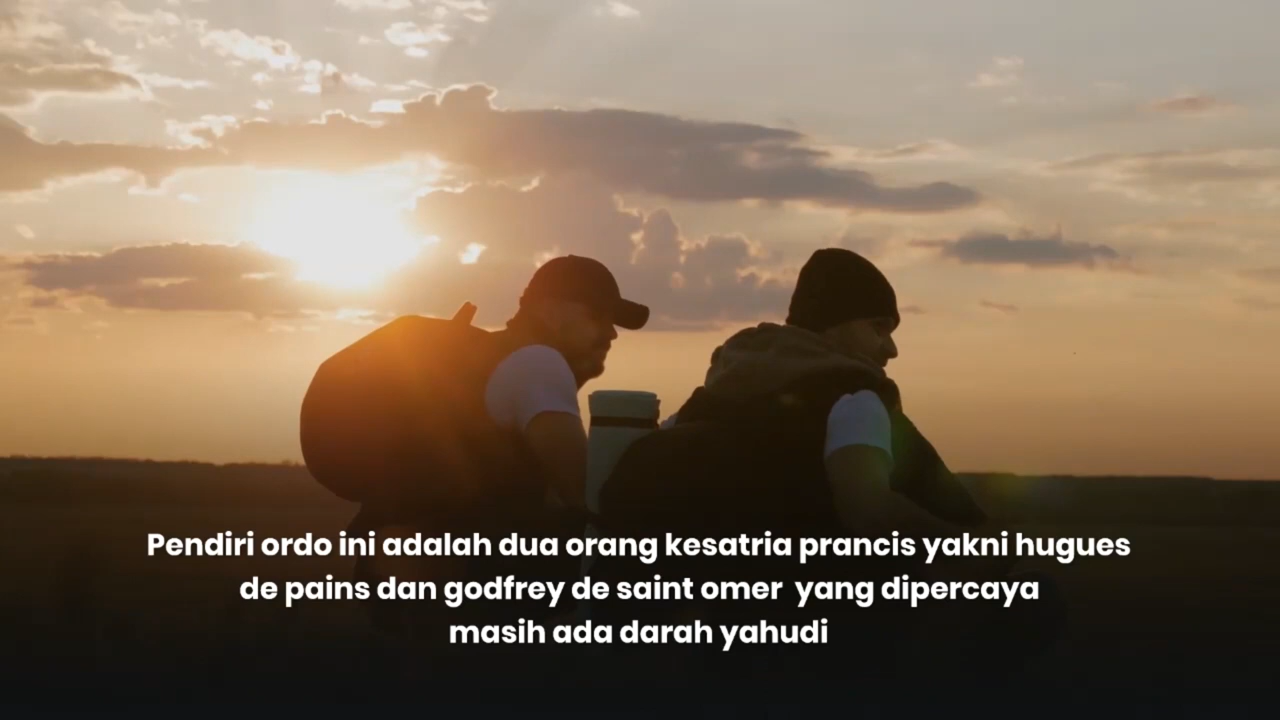 Pendiri ordo ini adalah dua orang kesatria prancis yakni hugues
de pains dan godfrey de saint omer  yang dipercaya
masih ada darah yahudi